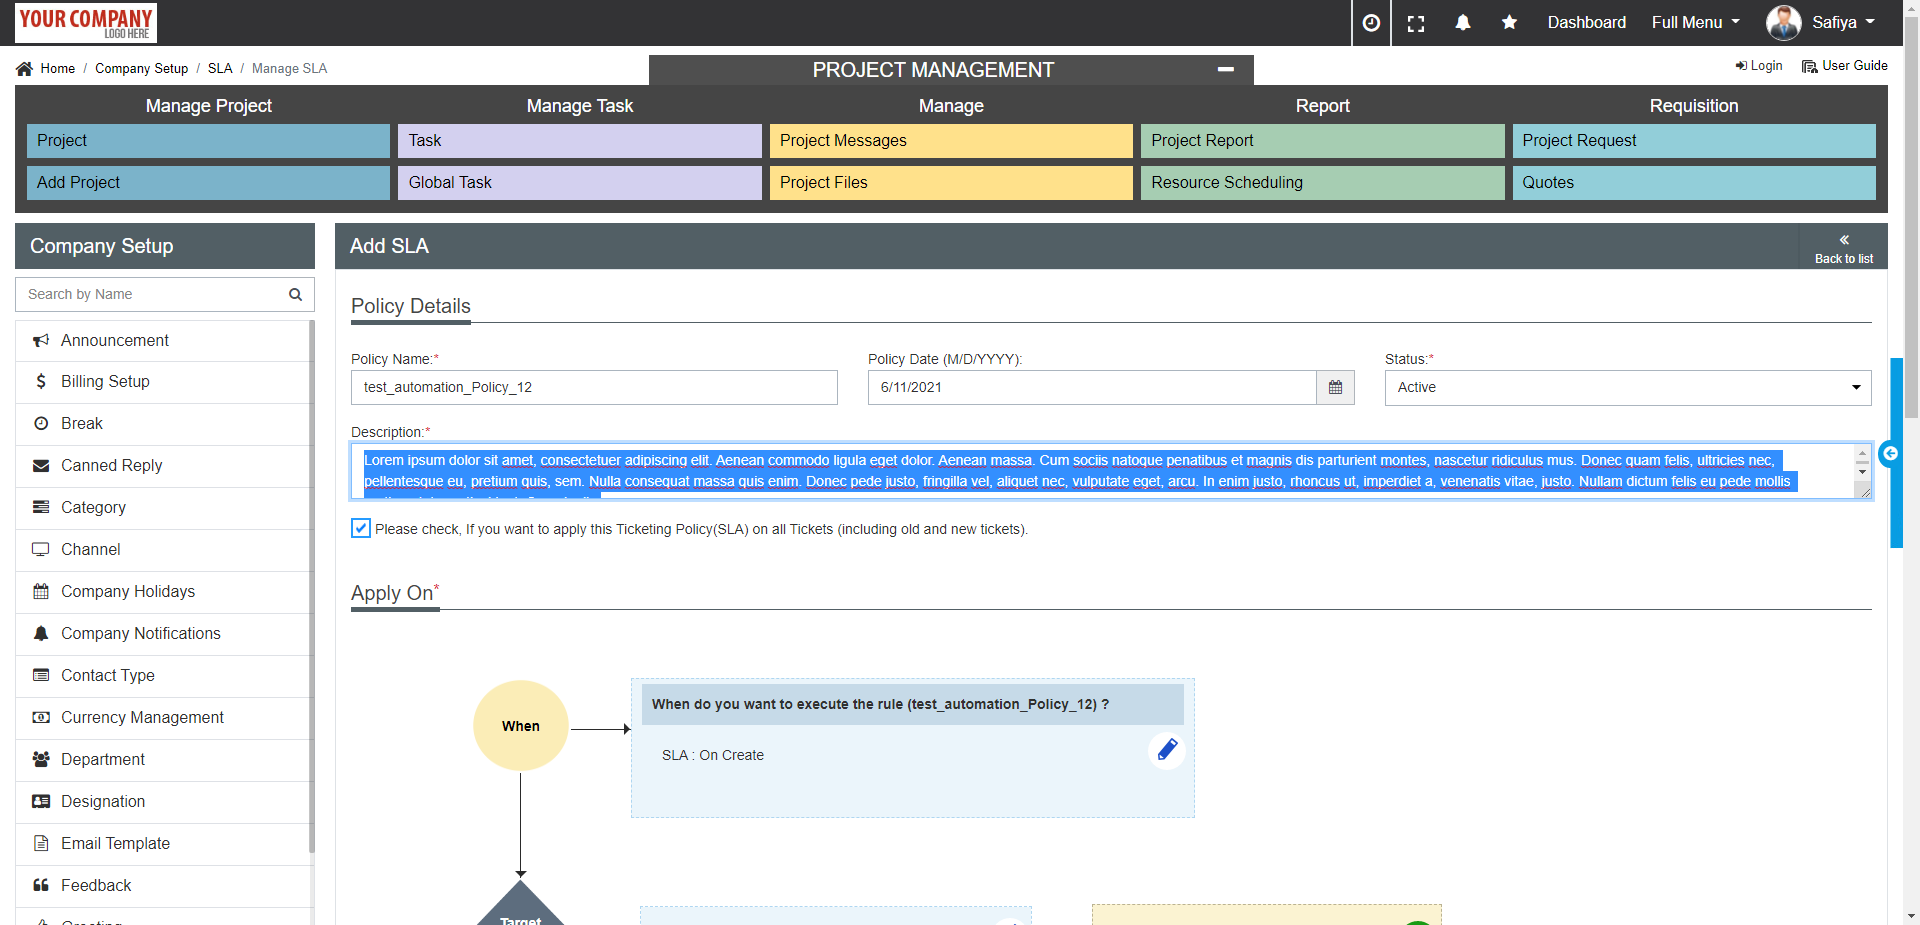 YOUR COMPANY
LOGO HERE
Dashboard
Full Menu
Safiya
Home / Company Setup / SLA / Manage SLA
PROJECT MANAGEMENT
Login
User Guide
Manage Project
Manage Task
Manage
Report
Requisition
Project
Task
Project Messages
Project Report
Project Request
Add Project
Global Task
Project Files
Resource Scheduling
Quotes
Company Setup
Search by Name
Announcement
Billing Setup
Break
Canned Reply
Category
Channel
Company Holidays
Company Notifications
Contact Type
Currency Management
Department
Designation
Email Template
Feedback
Add SLA
Back to list
Policy Details
Policy Name:*
Policy Date (M/D/YYYY):
Status:*
test_automation_Policy_12
6/11/2021
Active
Description:*
Lorem ipsum dolor sit amet, consectetuer adipiscing elit. Aenean commodo ligula eget dolor. Aenean massa. Cum sociis natoque penatibus et magnis dis parturient montes, nascetur ridiculus mus. Donec quam felis, ultricies nec,
pellentesque eu, pretium quis, sem. Nulla consequat massa quis enim. Donec pede justo, fringilla vel, aliquet nec, vulputate eget, arcu. In enim justo, rhoncus ut, imperdiet a, venenatis vitae, justo. Nullam dictum felis eu pede mollis
Please check, If you want to apply this Ticketing Policy(SLA) on all Tickets (including old and new tickets).
Apply On*
When
When do you want to execute the rule (test_automation_Policy_12) ?
SLA : On Create
Target